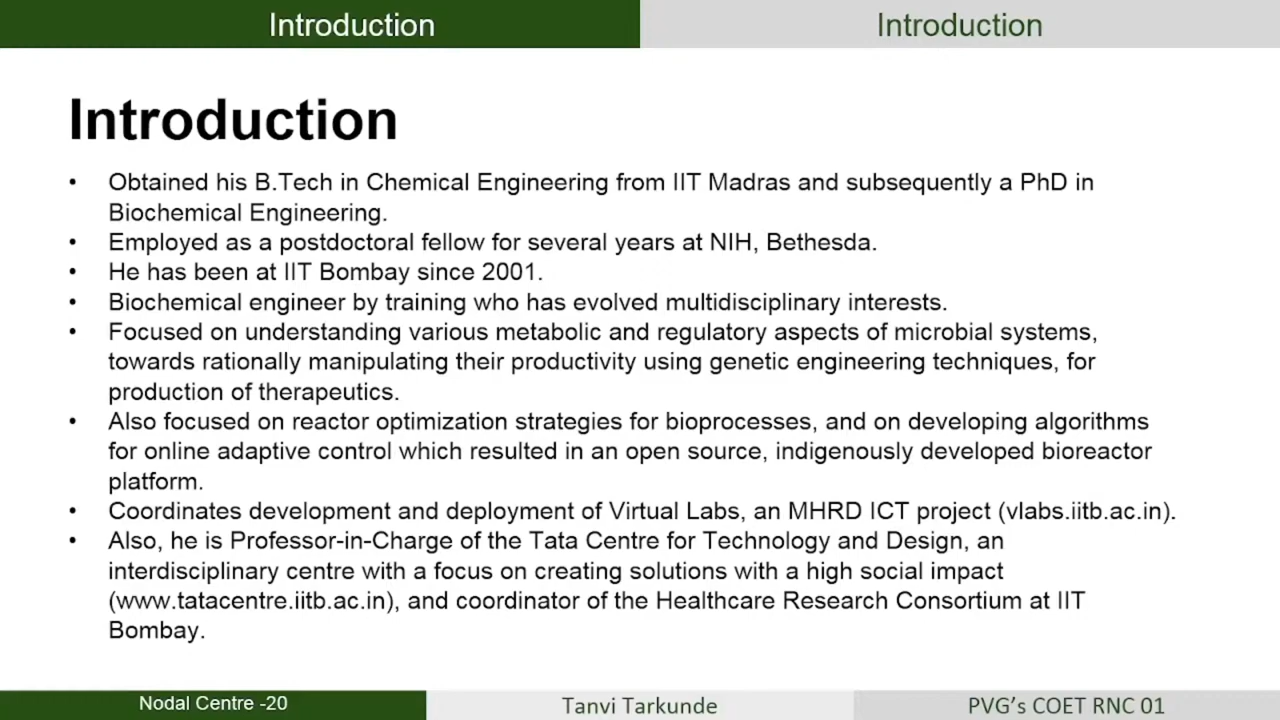 Introduction
Introduction
Introduction
• Obtained his B.Tech in Chemical Engineering from IIT Madras and subsequently a PhD in
Biochemical Engineering.
• Employed as a postdoctoral fellow for several years at NIH, Bethesda.
• He has been at IIT Bombay since 2001.
• Biochemical engineer by training who has evolved multidisciplinary interests.
• Focused on understanding various metabolic and regulatory aspects of microbial systems,
towards rationally manipulating their productivity using genetic engineering techniques, for
production of therapeutics.
• Also focused on reactor optimization strategies for bioprocesses, and on developing algorithms
for online adaptive control which resulted in an open source, indigenously developed bioreactor
platform.
• Coordinates development and deployment of Virtual Labs, an MHRD ICT project (vlabs.iitb.ac.in).
• Also, he is Professor-in-Charge of the Tata Centre for Technology and Design, an
interdisciplinary centre with a focus on creating solutions with a high social impact
(www.tatacentre.iitb.ac.in), and coordinator of the Healthcare Research Consortium at IIT
Bombay.
Nodal Centre -20
Tanvi Tarkunde
PVG’s COET RNC 01